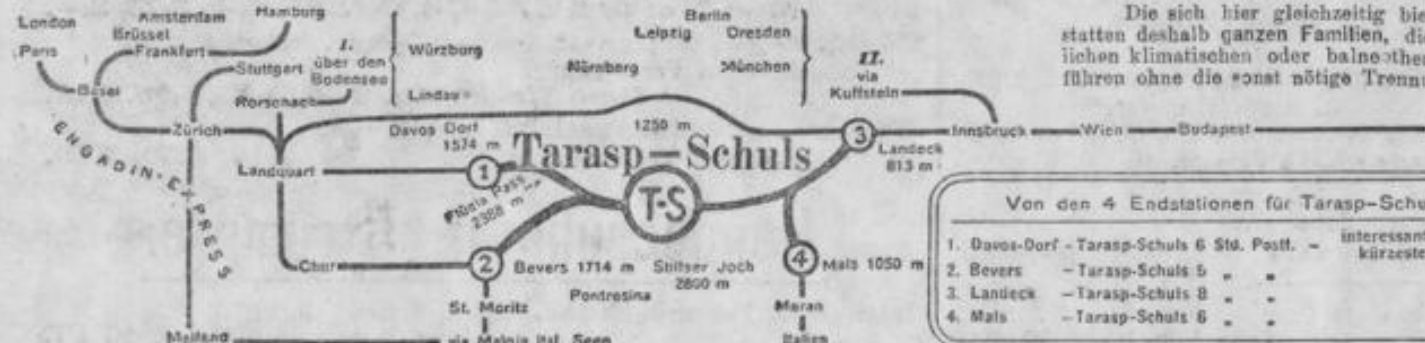 London
Amsterdam
Hamburg
Brüssel
Paris
Frankfurt
Stuttgart
Basel
Rorschach
I.
über den
Bodensee
Würzburg
Lindau
Berlin
Leipzig Dresden
Nürnberg München
II.
via
Kuffstein
Die sich hier gleichzeitig bie
statten deshalb ganzen Familien, die
lichen klimatischen oder balneother
führen ohne die sonst nötige Trennu
ENGADIN-EXPRESS
Zürich
Landquart
Davos Dorf
1574 m
1250 m
Tarasp–Schuls
T-S
1
Flüela Pass
2388 m
3
Landeck
813 m
Innsbruck
Wien
Budapest
Chur
2
Bevers 1714 m
Stilfser Joch
2800 m
Pontresina
4
Mals 1050 m
St. Moritz
Meran
Italien
Mailand
via Maloja ital. Seen
Von den 4 Endstationen für Tarasp-Schu
1. Davos-Dorf - Tarasp-Schuls 6 Std. Postf. - interessant
kürzeste
2. Bevers - Tarasp-Schuls 5 „ „
3. Landeck - Tarasp-Schuls 8 „ „
4. Mals - Tarasp-Schuls 6 „ „